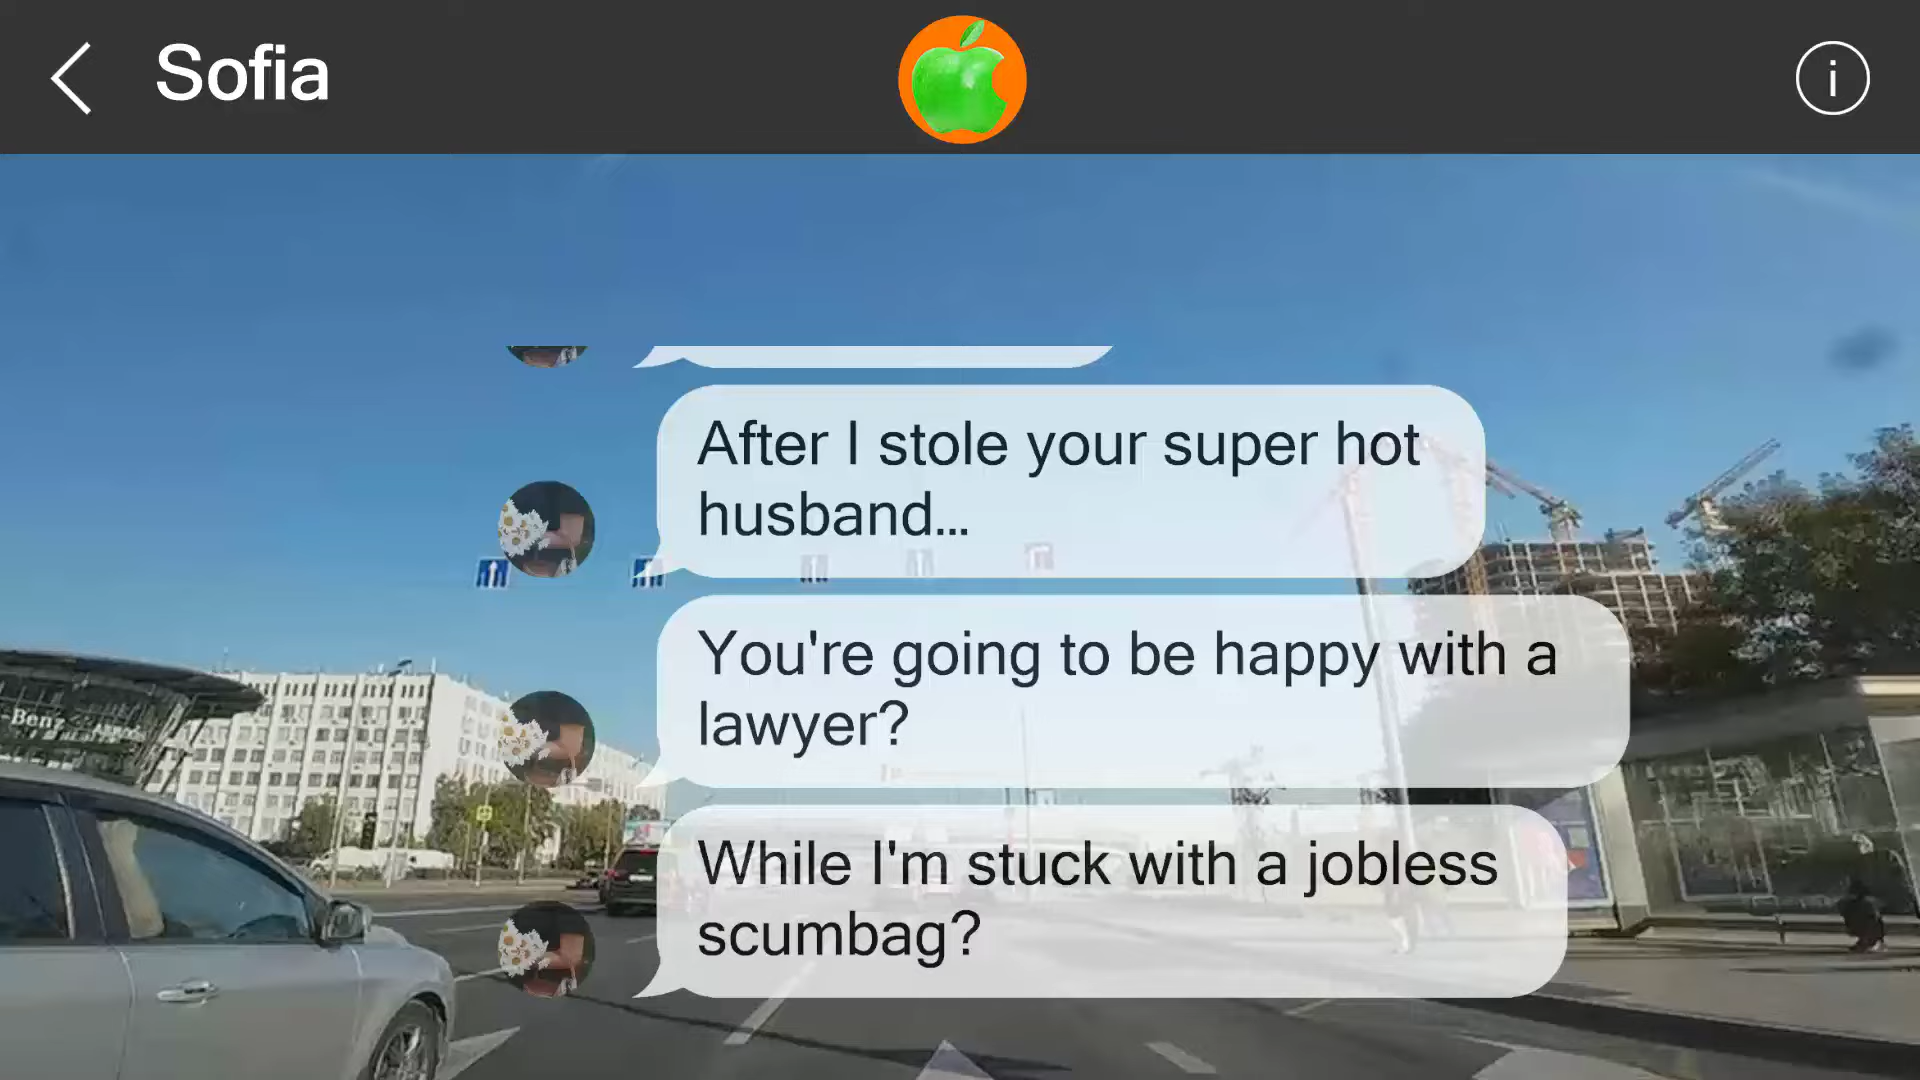 Sofia
i
After I stole your super hot
husband...
You're going to be happy with a
lawyer?
While I'm stuck with a jobless
scumbag?
-Benz